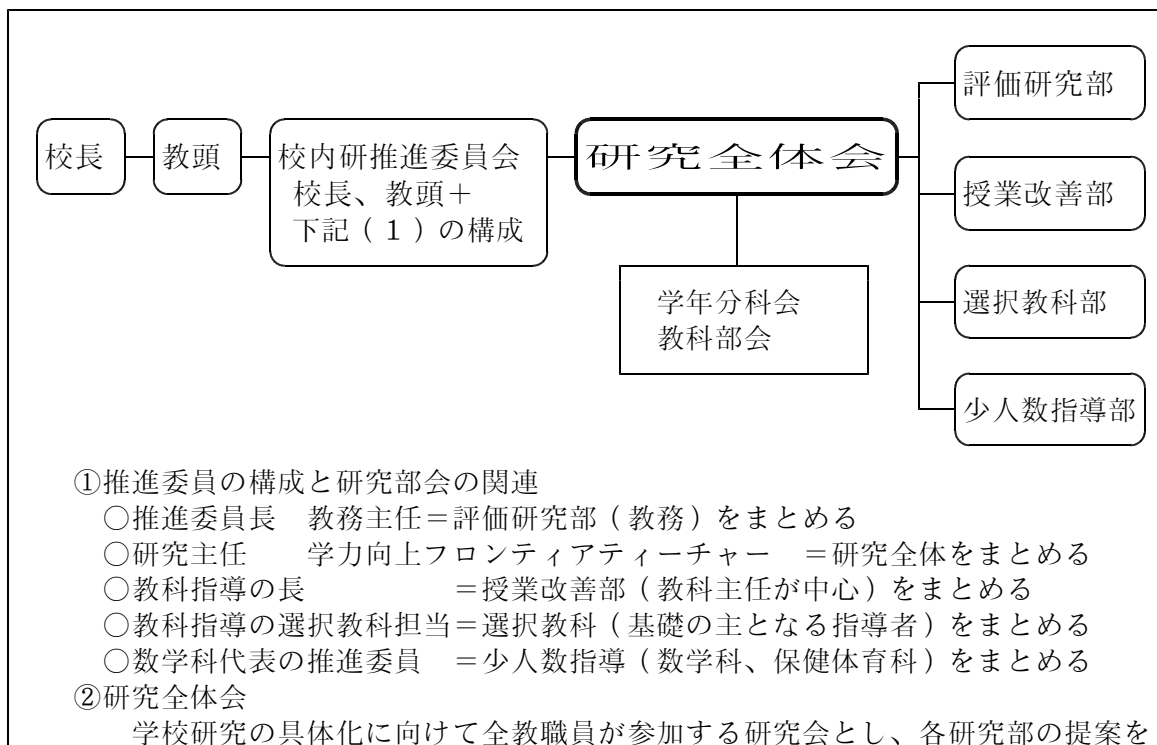 校長
教頭
校内研推進委員会
校長、教頭+
下記(1)の構成
研究全体会
学年分科会
教科部会
評価研究部
授業改善部
選択教科部
少人数指導部
①推進委員の構成と研究部会の関連
○推進委員長 教務主任=評価研究部(教務)をまとめる
○研究主任 学力向上フロンティアティーチャー =研究全体をまとめる
○教科指導の長 =授業改善部(教科主任が中心)をまとめる
○教科指導の選択教科担当=選択教科(基礎の主となる指導者)をまとめる
○数学科代表の推進委員 =少人数指導(数学科、保健体育科)をまとめる
②研究全体会
学校研究の具体化に向けて全教職員が参加する研究会とし、各研究部の提案を